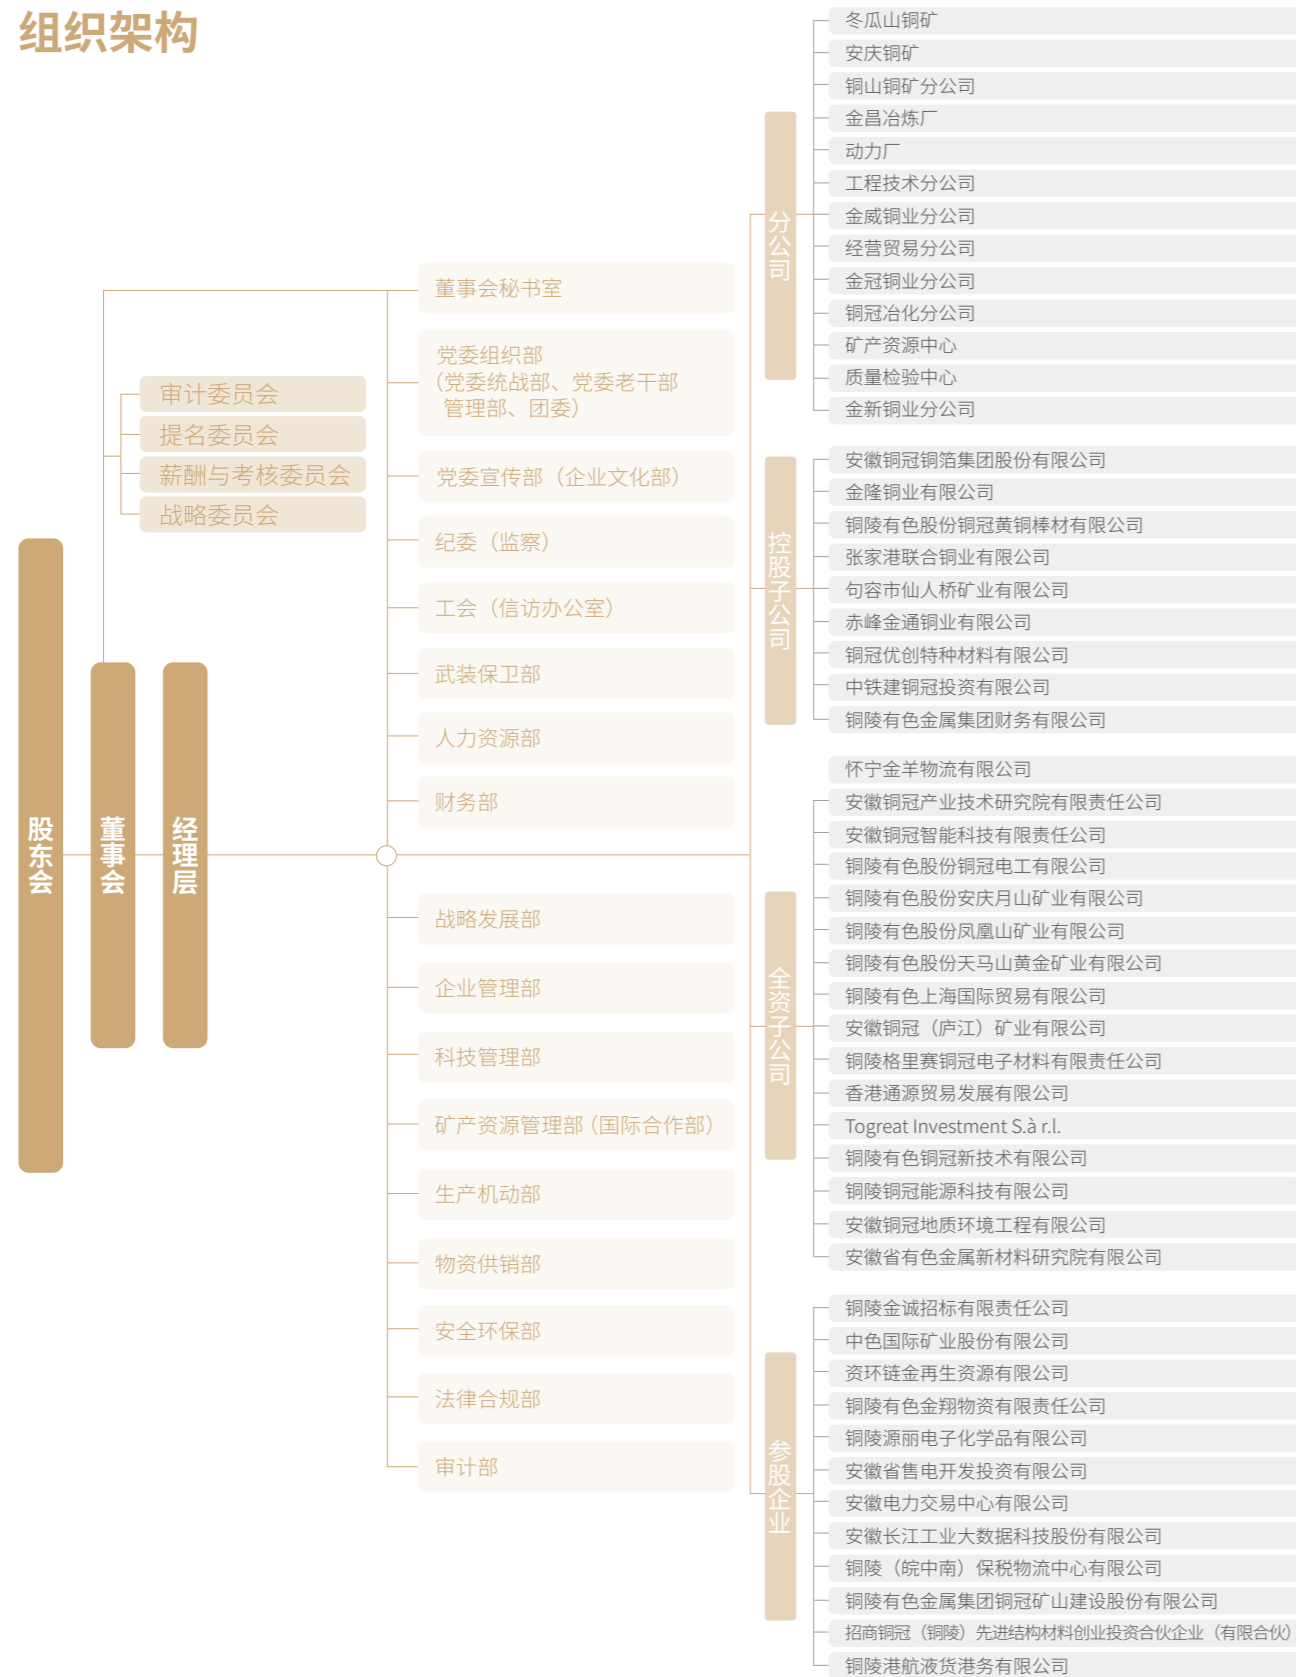 组织架构
股东会
董事会
经理层
审计委员会
提名委员会
薪酬与考核委员会
战略委员会
董事会秘书室
党委组织部
（党委统战部、党委老干部
管理部、团委）
党委宣传部（企业文化部）
纪委（监察）
工会（信访办公室）
武装保卫部
人力资源部
财务部
战略发展部
企业管理部
科技管理部
矿产资源管理部（国际合作部）
生产机动部
物资供销部
安全环保部
法律合规部
审计部
分公司
冬瓜山铜矿
安庆铜矿
铜山铜矿分公司
金昌冶炼厂
动力厂
工程技术分公司
金威铜业分公司
经营贸易分公司
金冠铜业分公司
铜冠冶化分公司
矿产资源中心
质量检验中心
金新铜业分公司
控股子公司
安徽铜冠铜箔集团股份有限公司
金隆铜业有限公司
铜陵有色股份铜冠黄铜棒材有限公司
张家港联合铜业有限公司
句容市仙人桥矿业有限公司
赤峰金通铜业有限公司
铜冠优创特种材料有限公司
中铁建铜冠投资有限公司
铜陵有色金属集团财务有限公司
全资子公司
怀宁金羊物流有限公司
安徽铜冠产业技术研究院有限责任公司
安徽铜冠智能科技有限责任公司
铜陵有色股份铜冠电工有限公司
铜陵有色股份安庆月山矿业有限公司
铜陵有色股份凤凰山矿业有限公司
铜陵有色股份天马山黄金矿业有限公司
铜陵有色上海国际贸易有限公司
安徽铜冠（庐江）矿业有限公司
铜陵格里赛铜冠电子材料有限责任公司
香港通源贸易发展有限公司
Togreat Investment S.à r.l.
铜陵有色铜冠新技术有限公司
铜陵铜冠能源科技有限公司
安徽铜冠地质环境工程有限公司
安徽省有色金属新材料研究院有限公司
参股企业
铜陵金诚招标有限责任公司
中色国际矿业股份有限公司
资环链金再生资源有限公司
铜陵有色金翔物资有限责任公司
铜陵源丽电子化学品有限公司
安徽省售电开发投资有限公司
安徽电力交易中心有限公司
安徽长江工业大数据科技股份有限公司
铜陵（皖中南）保税物流中心有限公司
铜陵有色金属集团铜冠矿山建设股份有限公司
招商铜冠（铜陵）先进结构材料创业投资合伙企业（有限合伙）
铜陵港航液货港务有限公司